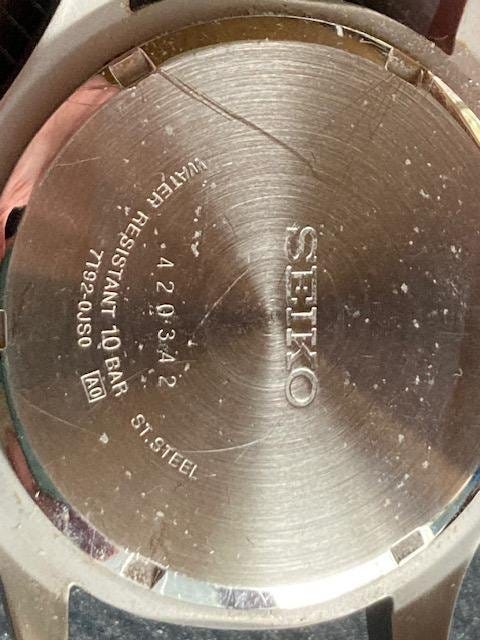 SEIKO
420342
WATER RESISTANT 10 BAR ST.STEEL
7T92-0JS0 A0